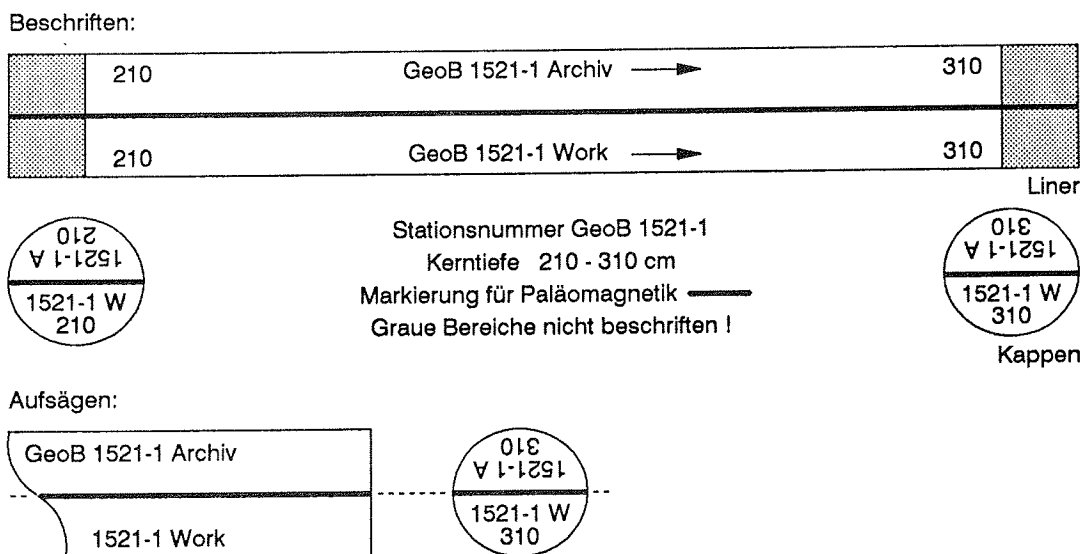 Beschriften:
210 GeoB 1521-1 Archiv 310
210 GeoB 1521-1 Work 310
Liner
210
1521-1 A
1521-1 W
210
Stationsnummer GeoB 1521-1
Kerntiefe 210 - 310 cm
Markierung für Paläomagnetik
Graue Bereiche nicht beschriften !
310
1521-1 A
1521-1 W
310
Kappen
Aufsägen:
GeoB 1521-1 Archiv
1521-1 Work
310
1521-1 A
1521-1 W
310